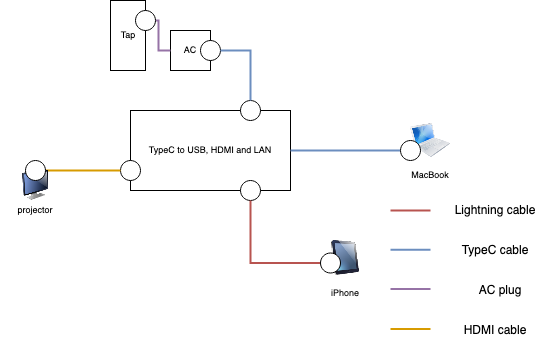 Tap
AC
TypeC to USB, HDMI and LAN
MacBook
projector
Lightning cable
TypeC cable
iPhone
AC plug
HDMI cable